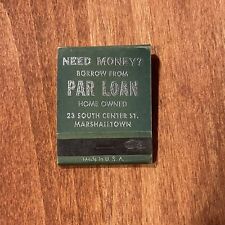 NEED MONEY?
BORROW FROM
PAR LOAN
HOME OWNED
23 SOUTH CENTER ST.
MARSHALLTOWN
MADE IN U.S.A.